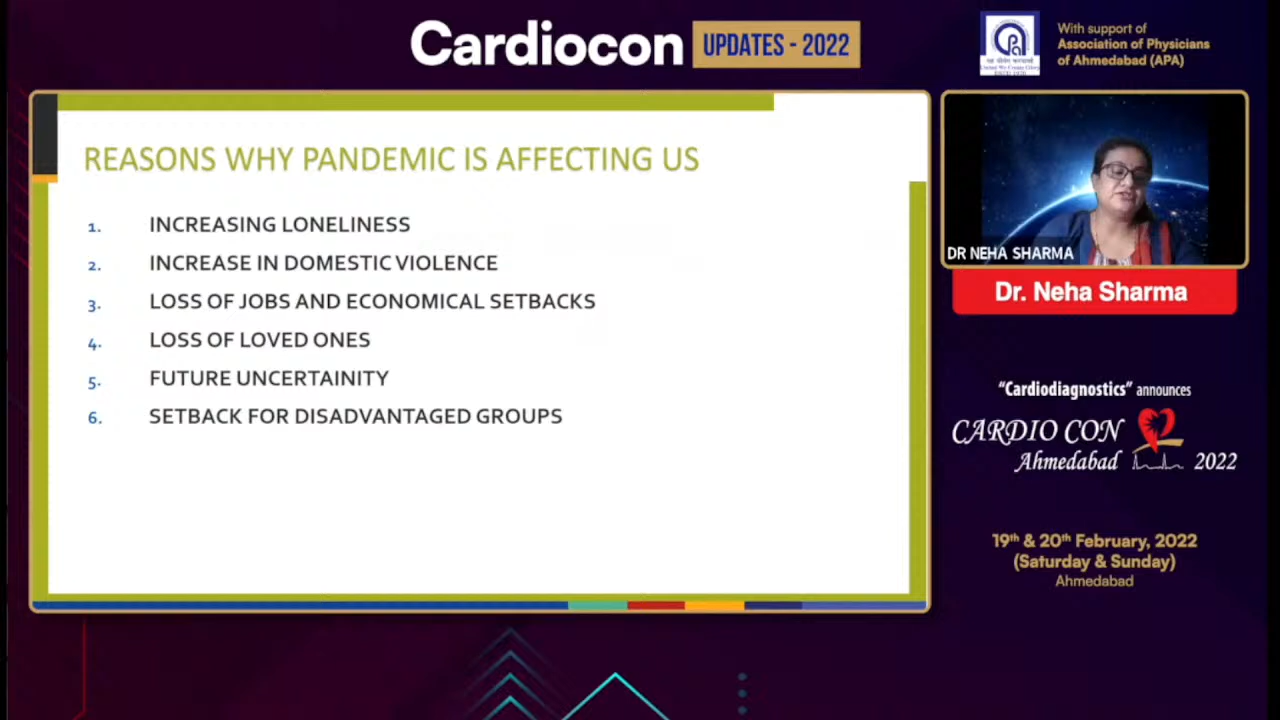 Cardiocon UPDATES - 2022
With support of
Association of Physicians
of Ahmedabad (APA)
REASONS WHY PANDEMIC IS AFFECTING US
1. INCREASING LONELINESS
2. INCREASE IN DOMESTIC VIOLENCE
3. LOSS OF JOBS AND ECONOMICAL SETBACKS
4. LOSS OF LOVED ONES
5. FUTURE UNCERTAINITY
6. SETBACK FOR DISADVANTAGED GROUPS
DR NEHA SHARMA
Dr. Neha Sharma
“Cardiodiagnostics” announces
CARDIO CON
Ahmedabad 2022
19th & 20th February, 2022
(Saturday & Sunday)
Ahmedabad